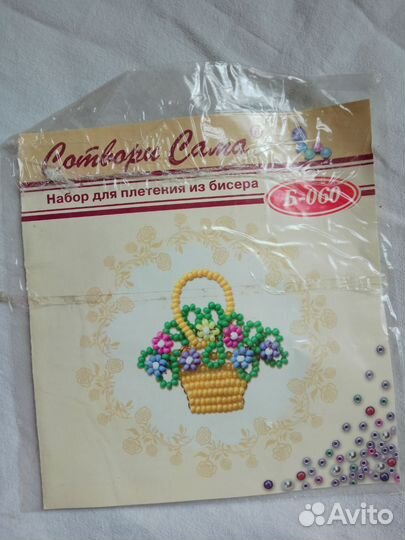 Сотвори Сама®
Набор для плетения из бисера
Б-060
Avito